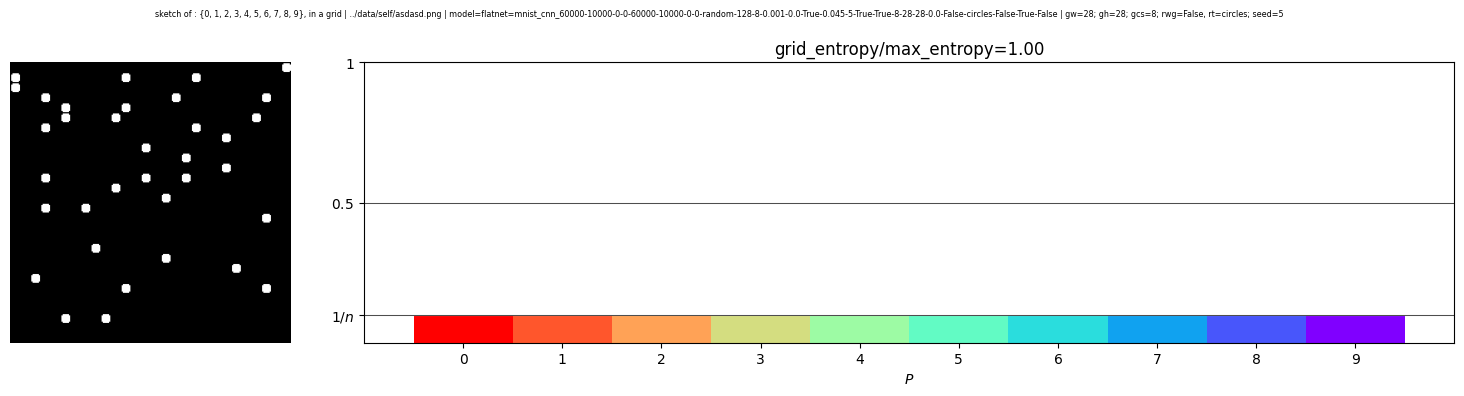 sketch of : {0, 1, 2, 3, 4, 5, 6, 7, 8, 9}, in a grid | ../data/self/asdasd.png | model=flatnet=mnist_cnn_60000-10000-0-0-60000-10000-0-0-random-128-8-0.001-0.0-True-0.045-5-True-True-8-28-28-0.0-False-circles-False-True-False | gw=28; gh=28; gcs=8; rwg=False, rt=circles; seed=5
grid_entropy/max_entropy=1.00
1
0.5
1/n
0 1 2 3 4 5 6 7 8 9
P